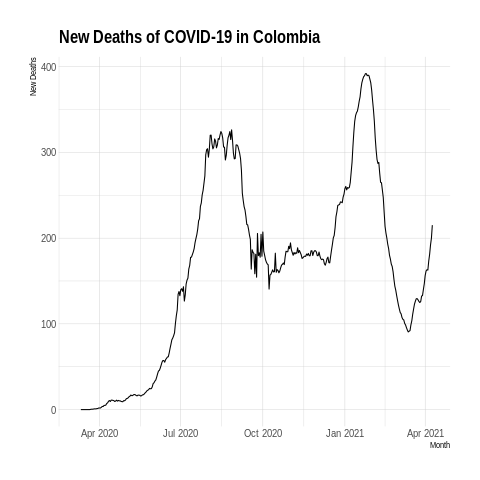 New Deaths of COVID-19 in Colombia
New Deaths
400
300
200
100
0
Apr 2020 Jul 2020 Oct 2020 Jan 2021 Apr 2021
Month